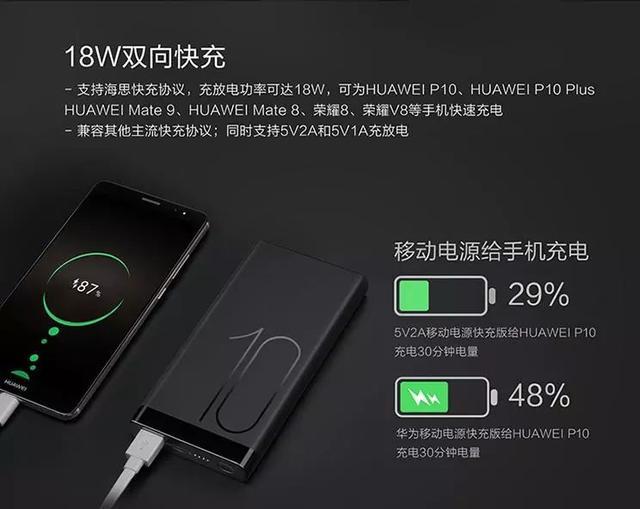 18W双向快充
- 支持海思快充协议，充放电功率可达18W，可为HUAWEI P10、HUAWEI P10 Plus
HUAWEI Mate 9、HUAWEI Mate 8、荣耀8、荣耀V8等手机快速充电
- 兼容其他主流快充协议；同时支持5V2A和5V1A充放电
87%
HUAWEI
10
移动电源给手机充电
29%
5V2A移动电源快充版给HUAWEI P10
充电30分钟电量
48%
华为移动电源快充版给HUAWEI P10
充电30分钟电量